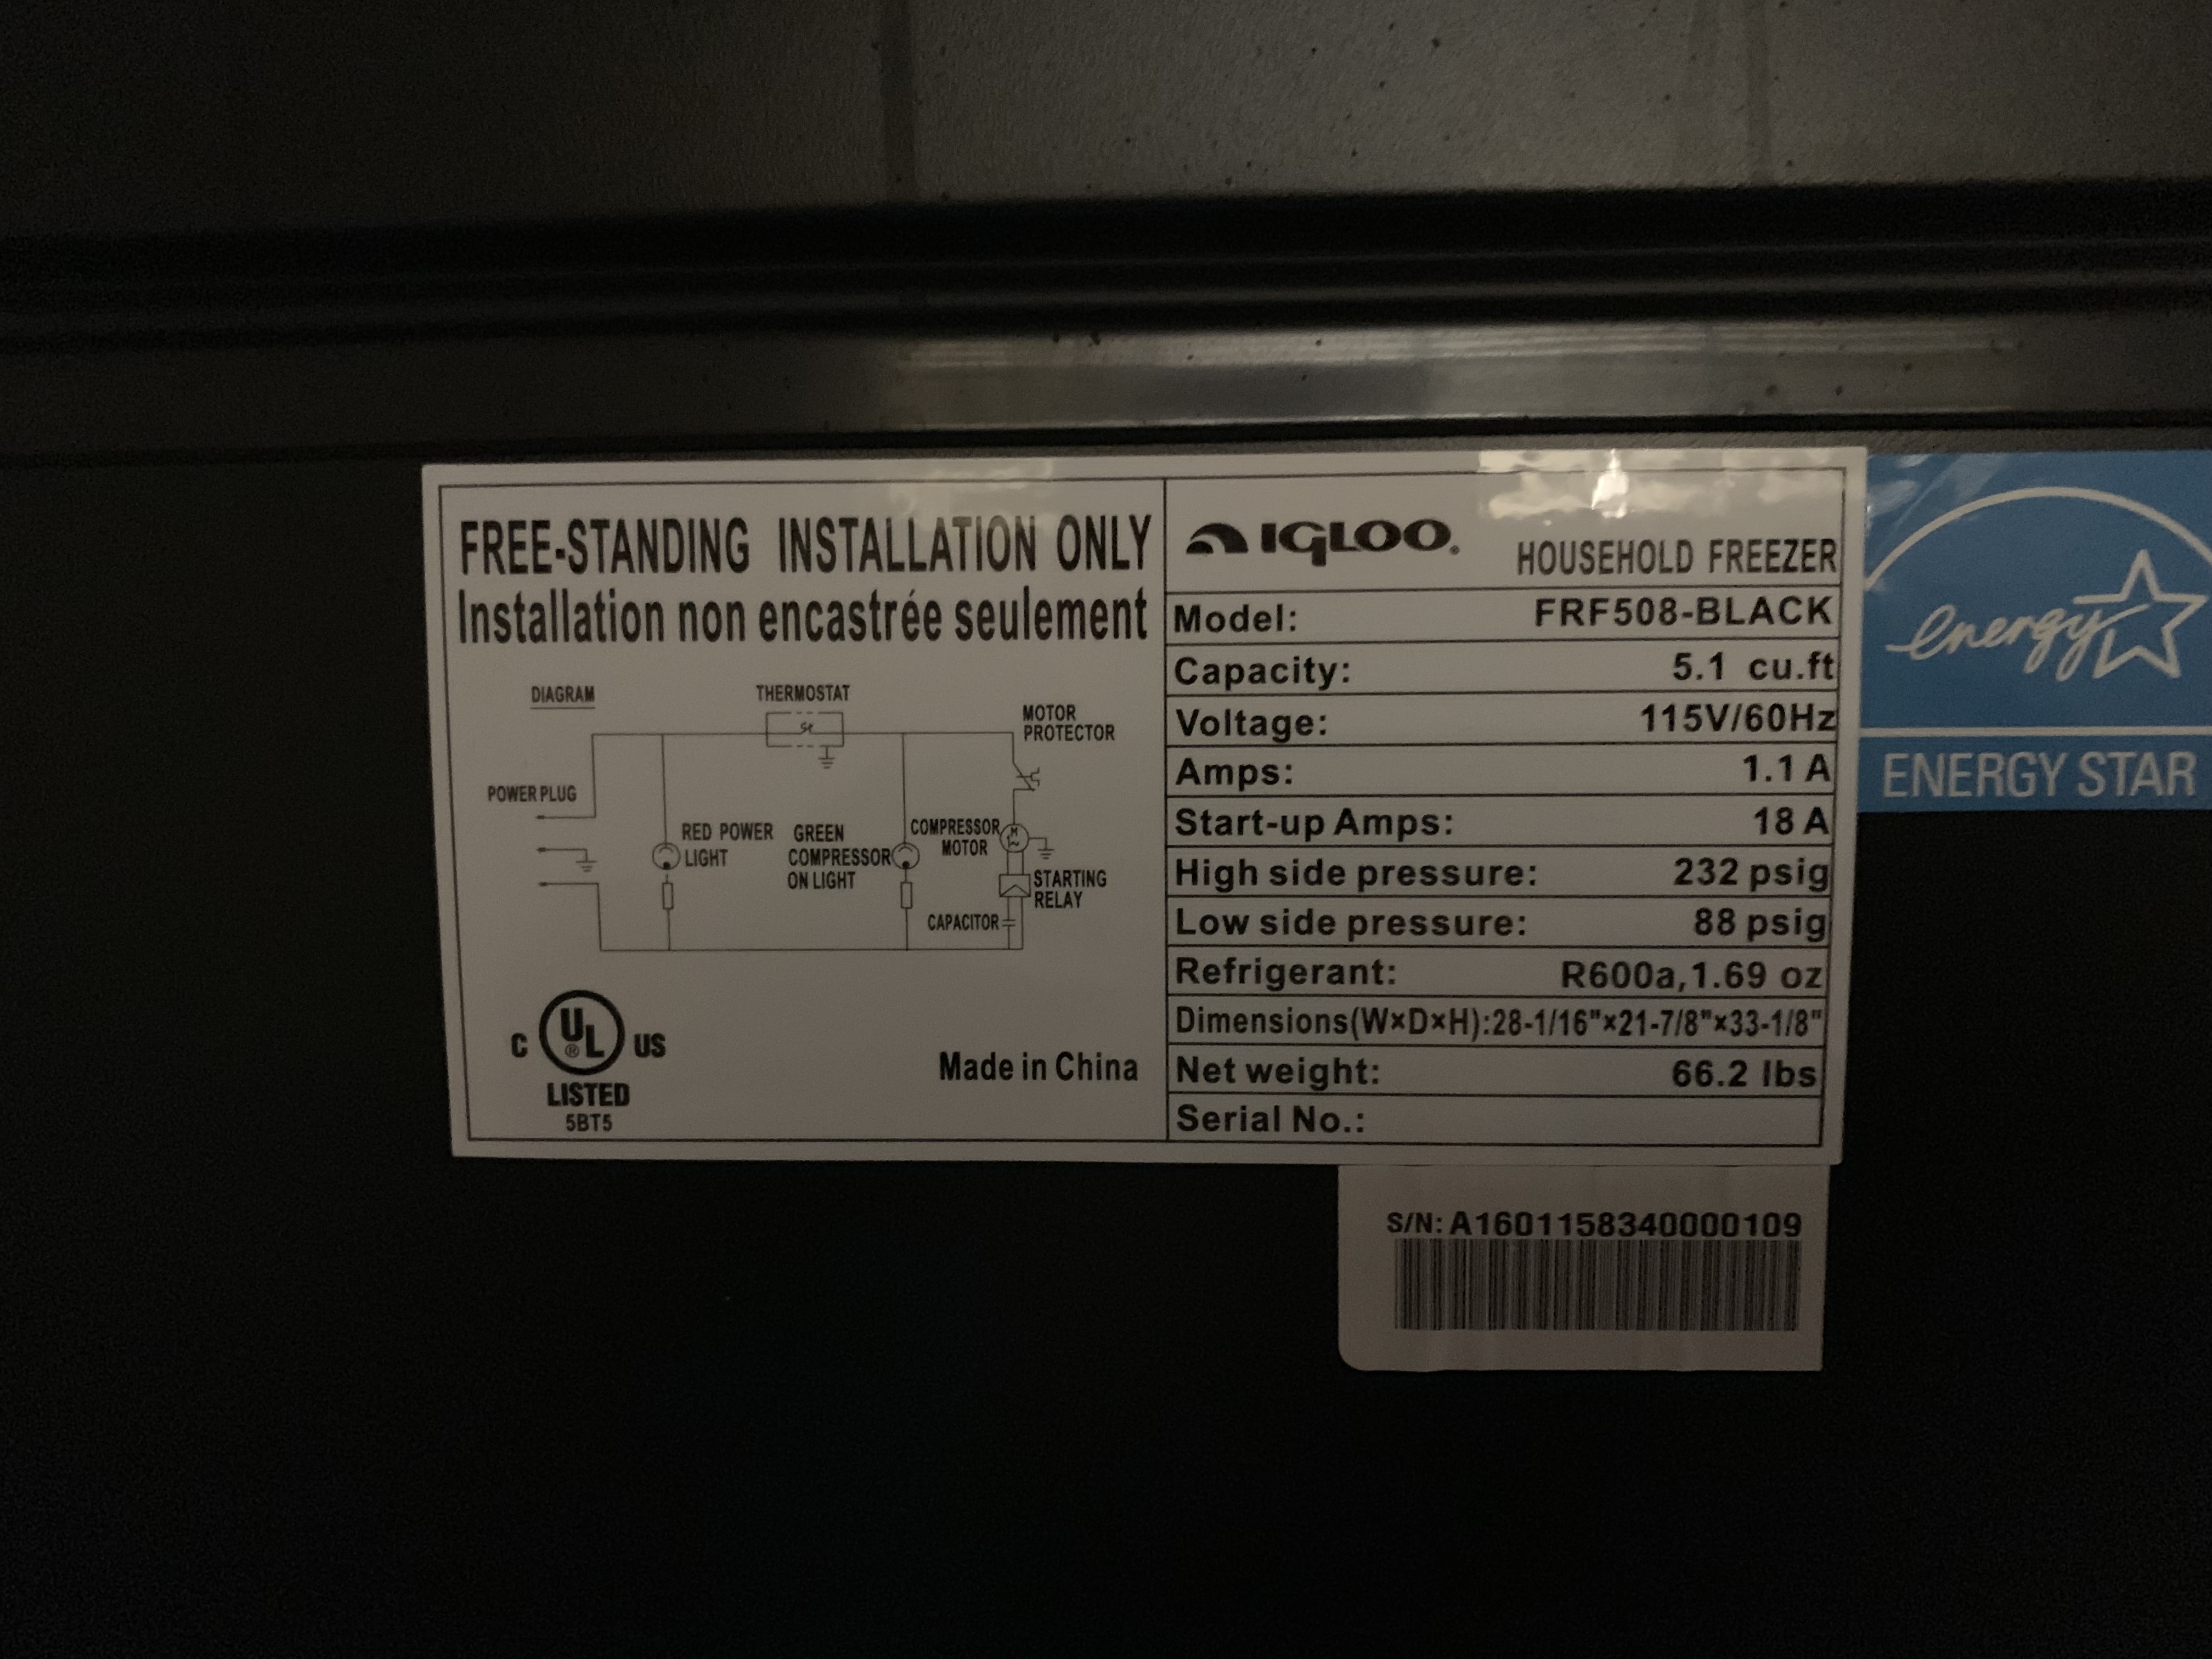 FREE-STANDING INSTALLATION ONLY
Installation non encastrée seulement
DIAGRAM
THERMOSTAT
MOTOR
PROTECTOR
POWER PLUG
RED POWER
LIGHT
GREEN
COMPRESSOR
ON LIGHT
COMPRESSOR
MOTOR
M
STARTING
RELAY
CAPACITOR
C UL US
®
LISTED
5BT5
Made in China
IGLOO®
HOUSEHOLD FREEZER
Model: FRF508-BLACK
Capacity: 5.1 cu.ft
Voltage: 115V/60Hz
Amps: 1.1 A
Start-up Amps: 18 A
High side pressure: 232 psig
Low side pressure: 88 psig
Refrigerant: R600a,1.69 oz
Dimensions(W×D×H):28-1/16"×21-7/8"×33-1/8"
Net weight: 66.2 lbs
Serial No.:
S/N: A1601158340000109
energy
ENERGY STAR